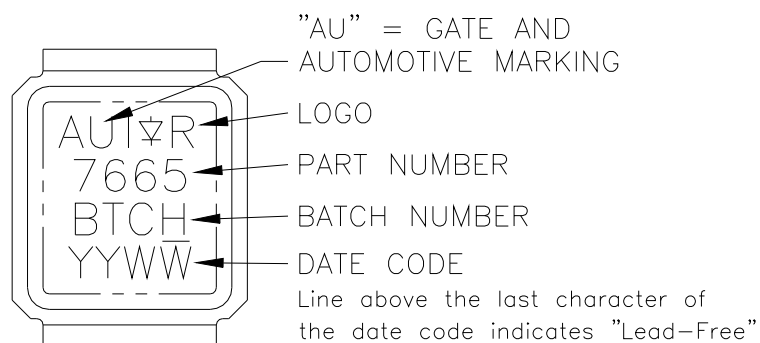 "AU" = GATE AND
AUTOMOTIVE MARKING
AUI R
LOGO
7665
PART NUMBER
BTCH
BATCH NUMBER
YYWW̅
DATE CODE
Line above the last character of
the date code indicates "Lead-Free"